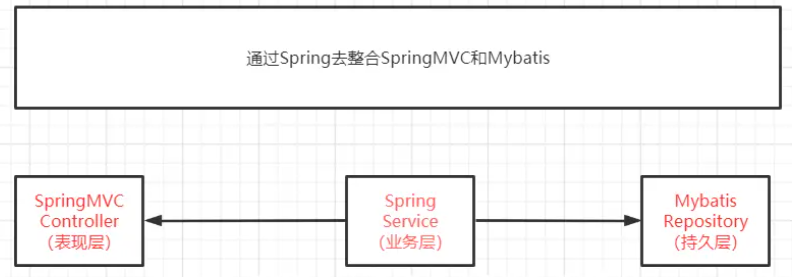 通过Spring去整合SpringMVC和Mybatis
SpringMVC
Controller
（表现层）
Spring
Service
（业务层）
Mybatis
Repository
（持久层）